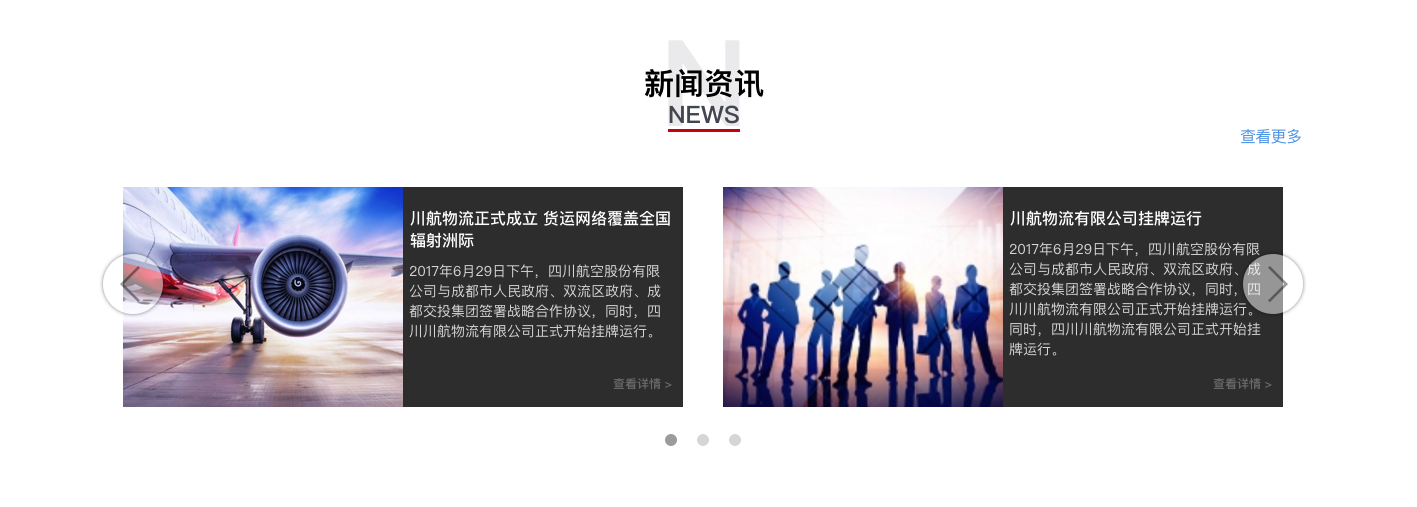 N
新闻资讯
NEWS
查看更多
川航物流正式成立 货运网络覆盖全国
辐射洲际
2017年6月29日下午，四川航空股份有限
公司与成都市人民政府、双流区政府、成
都交投集团签署战略合作协议，同时，四
川川航物流有限公司正式开始挂牌运行。
查看详情 >
川航物流有限公司挂牌运行
2017年6月29日下午，四川航空股份有限
公司与成都市人民政府、双流区政府、成
都交投集团签署战略合作协议，同时，四
川川航物流有限公司正式开始挂牌运行。
同时，四川川航物流有限公司正式开始挂
牌运行。
查看详情 >